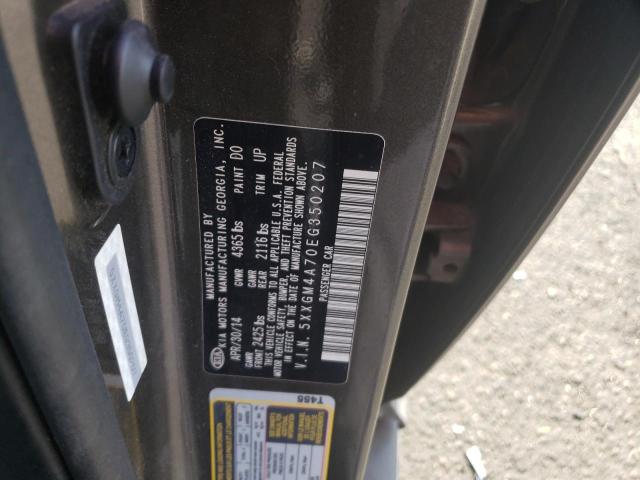 MANUFACTURED BY
KIA MOTORS MANUFACTURING GEORGIA, INC.
KIA
APR/30/14 GVWR 4365 lbs PAINT DO
GAWR FRONT 2425 lbs GAWR REAR 2116 lbs TRIM UP
THIS VEHICLE CONFORMS TO ALL APPLICABLE U.S.A. FEDERAL
MOTOR VEHICLE SAFETY, BUMPER, AND THEFT PREVENTION STANDARDS
IN EFFECT ON THE DATE OF MANUFACTURE SHOWN ABOVE.
V.I.N. 5XXGM4A70EG350207
PASSENGER CAR
T455